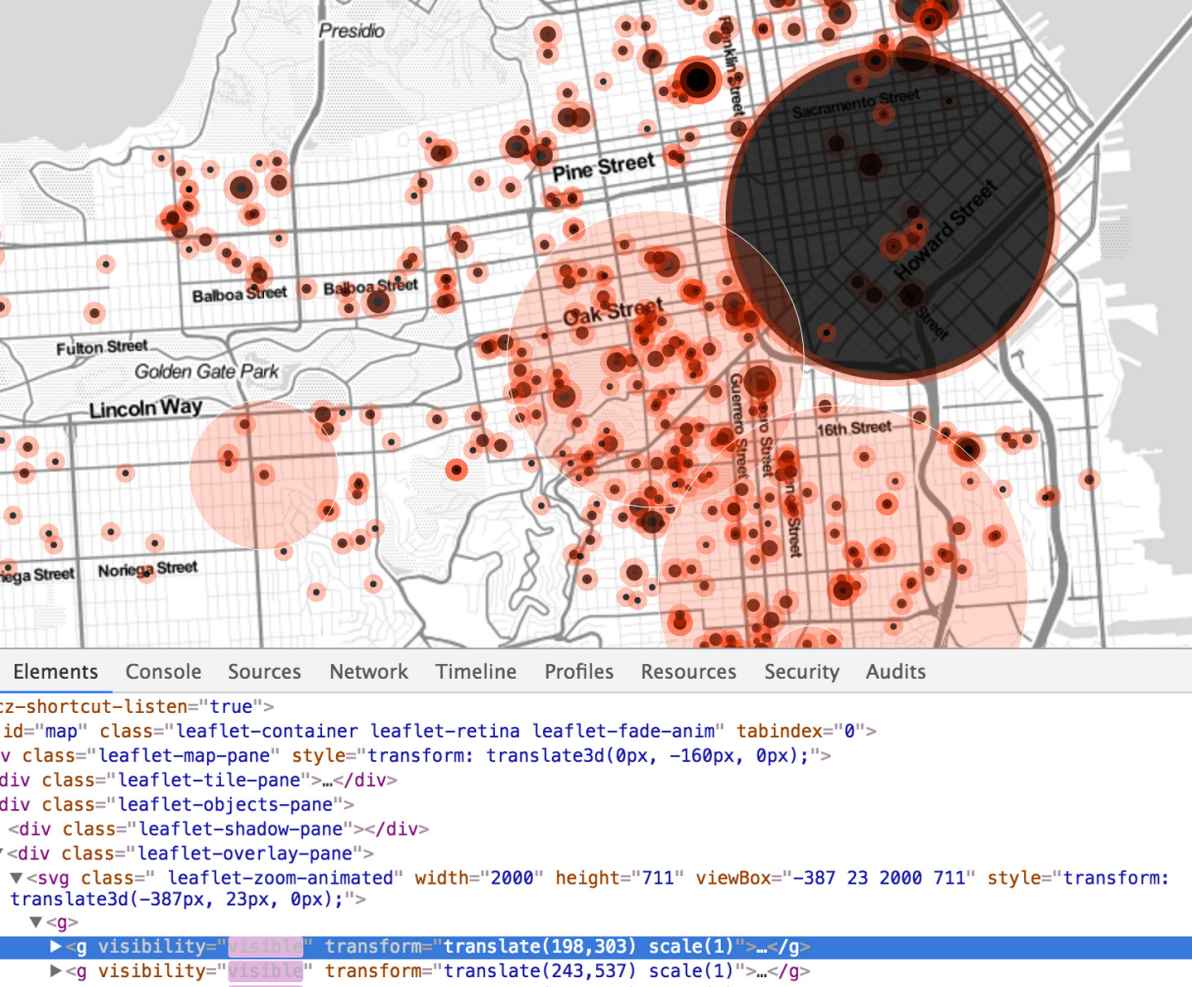 Presidio
Franklin Street
Sacramento Street
Pine Street
Howard Street
Balboa Street
Balboa Street
Oak Street
Street
Fulton Street
Golden Gate Park
Lincoln Way
Guerrero Street
ero Street
16th Street
on Street
iega Street
Noriega Street
Elements Console Sources Network Timeline Profiles Resources Security Audits
cz-shortcut-listen="true">
id="map" class="leaflet-container leaflet-retina leaflet-fade-anim" tabindex="0">
v class="leaflet-map-pane" style="transform: translate3d(0px, -160px, 0px);">
div class="leaflet-tile-pane">…</div>
div class="leaflet-objects-pane">
<div class="leaflet-shadow-pane"></div>
<div class="leaflet-overlay-pane">
<svg class=" leaflet-zoom-animated" width="2000" height="711" viewBox="-387 23 2000 711" style="transform:
translate3d(-387px, 23px, 0px);">
<g>
<g visibility="visible" transform="translate(198,303) scale(1)">…</g>
<g visibility="visible" transform="translate(243,537) scale(1)">…</g>